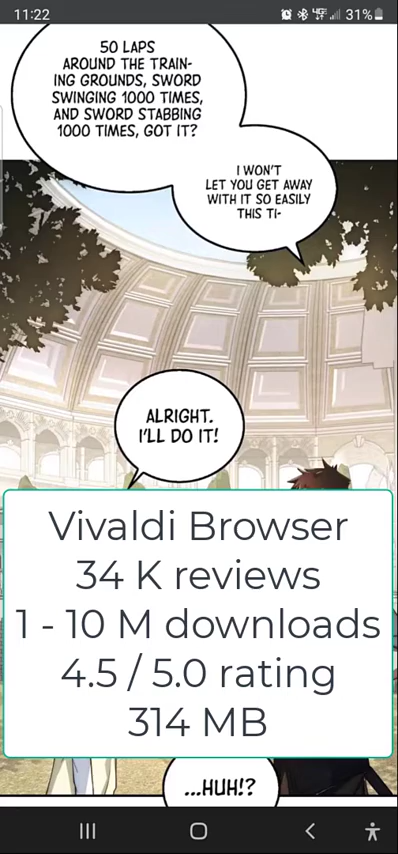 11:22
4GE 31%
50 LAPS
AROUND THE TRAIN-
ING GROUNDS, SWORD
SWINGING 1000 TIMES,
AND SWORD STABBING
1000 TIMES, GOT IT?
I WON'T
LET YOU GET AWAY
WITH IT SO EASILY
THIS TI-
ALRIGHT.
I'LL DO IT!
Vivaldi Browser
34 K reviews
1 - 10 M downloads
4.5 / 5.0 rating
314 MB
...HUH!?